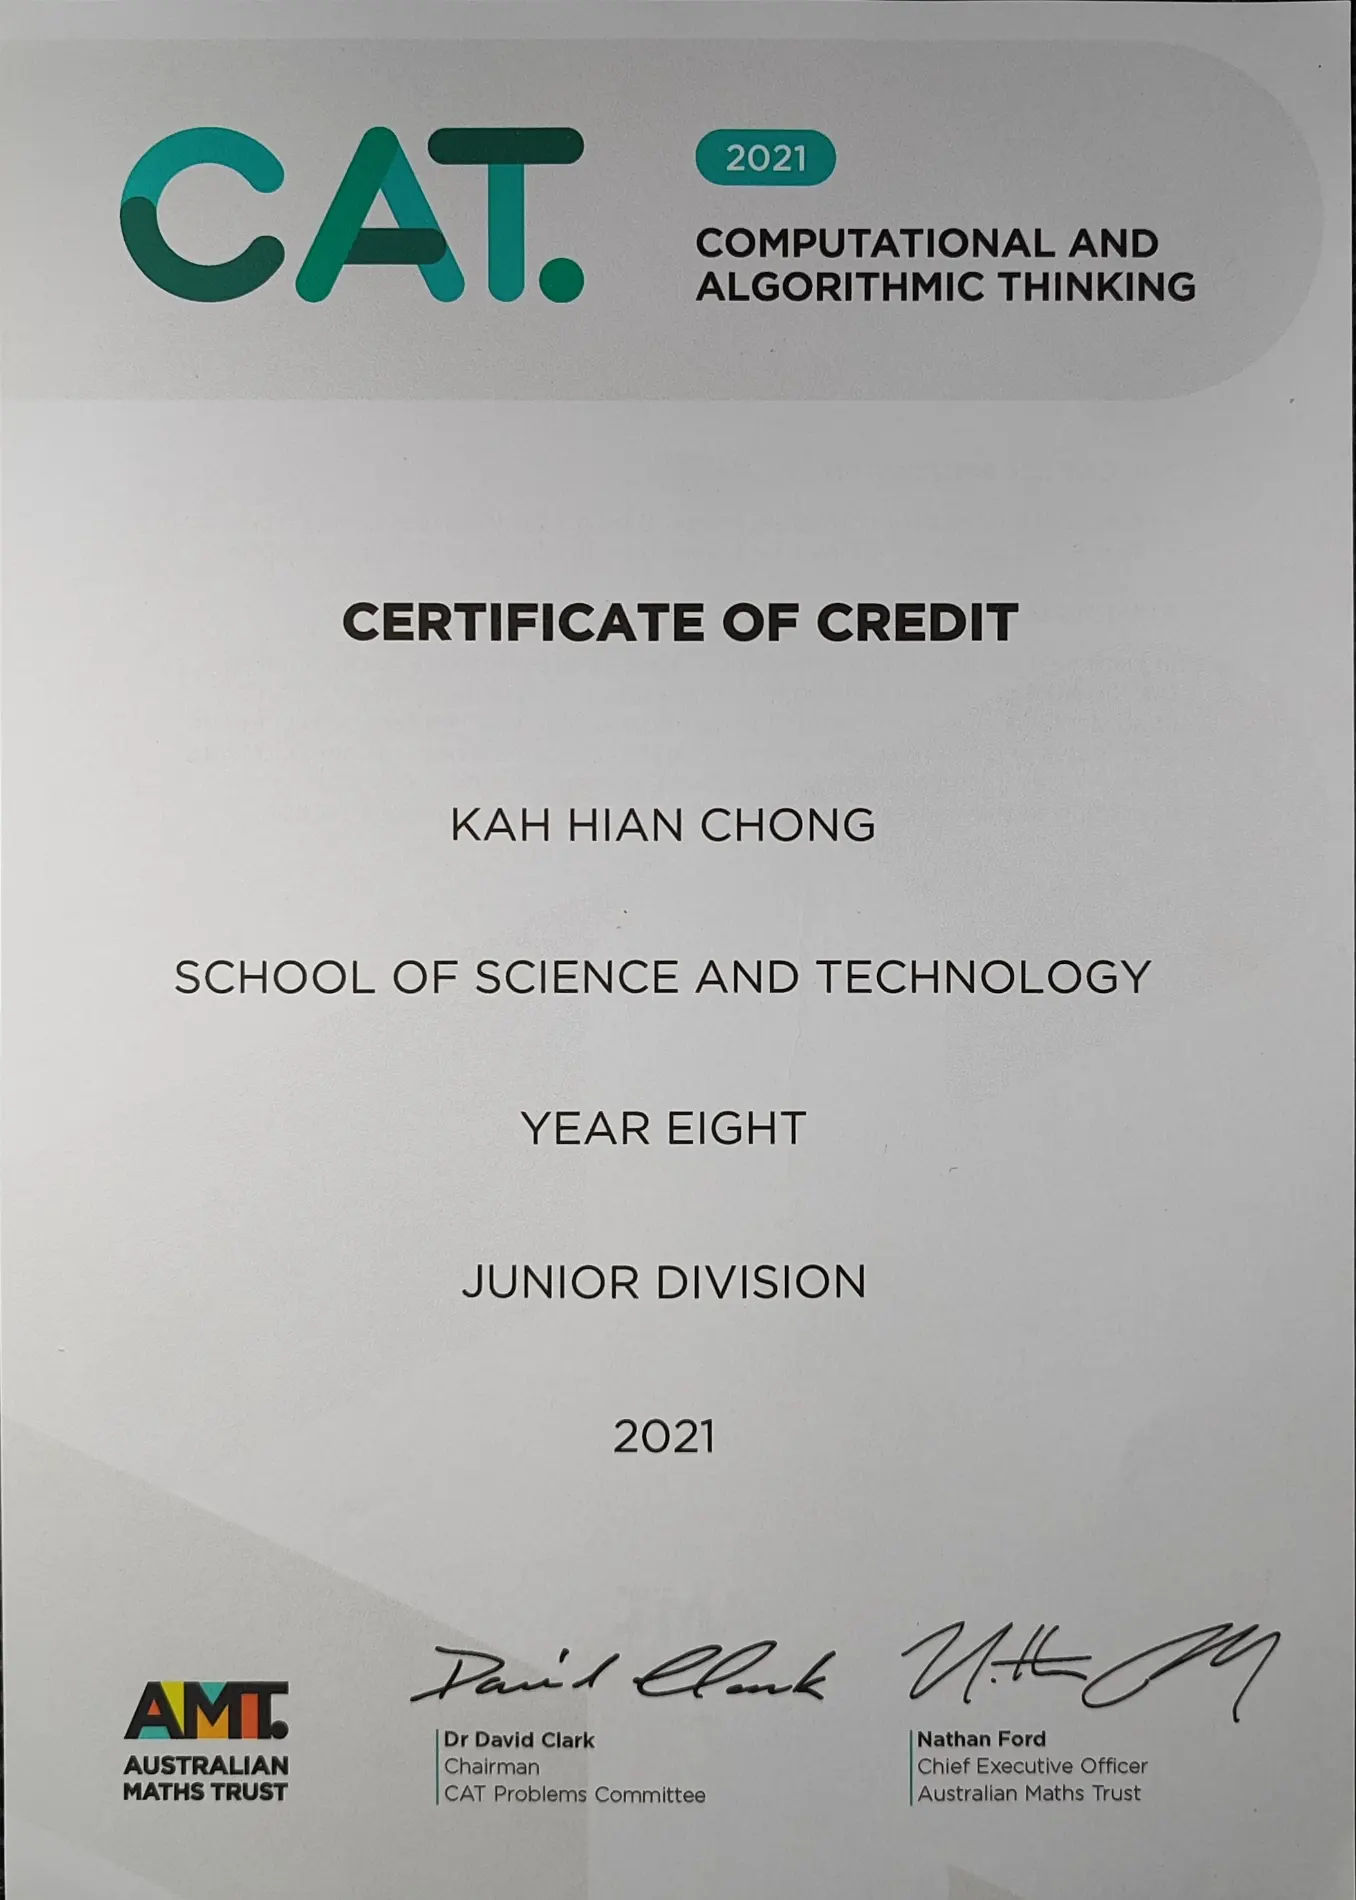 CAT.
2021
COMPUTATIONAL AND
ALGORITHMIC THINKING
CERTIFICATE OF CREDIT
KAH HIAN CHONG
SCHOOL OF SCIENCE AND TECHNOLOGY
YEAR EIGHT
JUNIOR DIVISION
2021
AMT.
AUSTRALIAN
MATHS TRUST
David Clark
Dr David Clark
Chairman
CAT Problems Committee
Nathan Ford
Chief Executive Officer
Australian Maths Trust